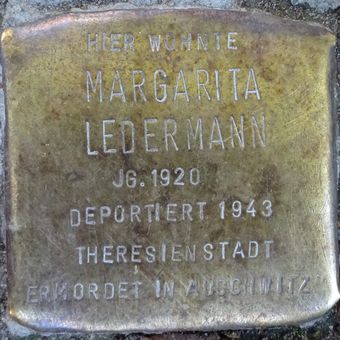 HIER WOHNTE
MARGARITA
LEDERMANN
JG. 1920
DEPORTIERT 1943
THERESIENSTADT
ERMORDET IN AUSCHWITZ